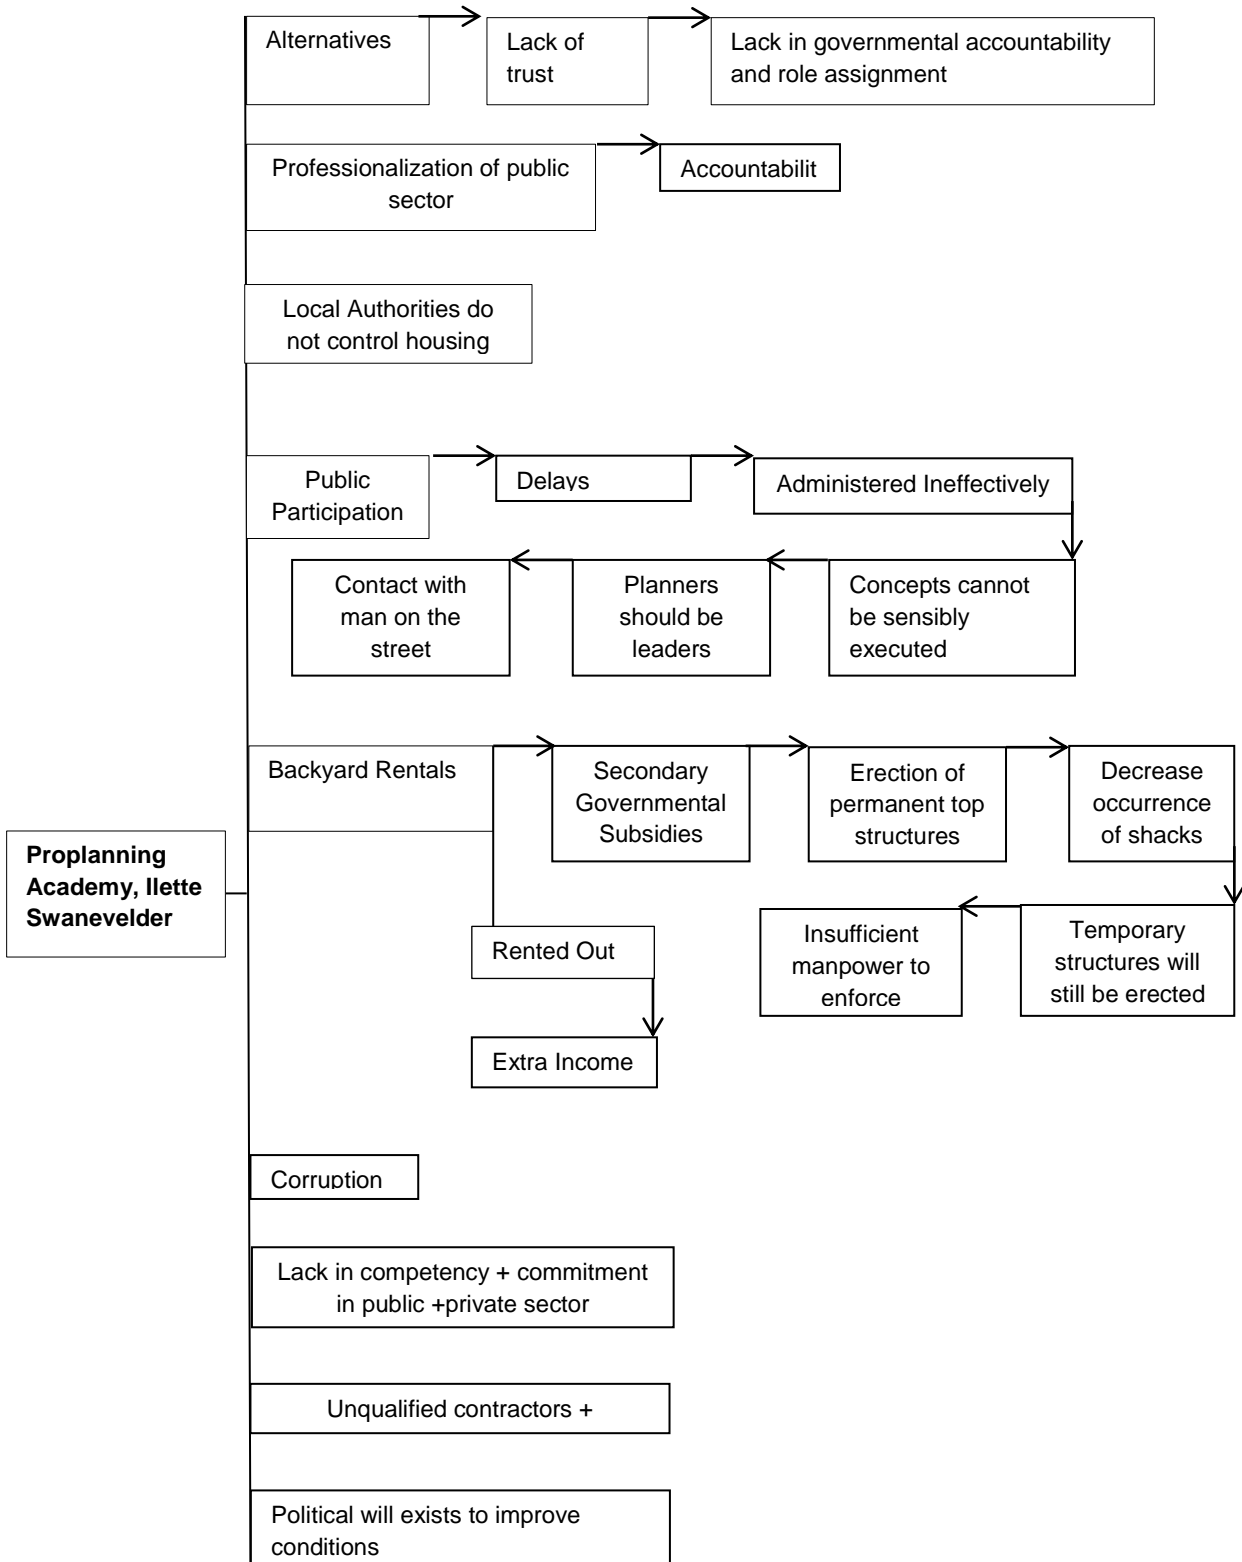 Alternatives
Lack of
trust
Lack in governmental accountability
and role assignment
Professionalization of public
sector
Accountabilit
Local Authorities do
not control housing
Public
Participation
Delays
Administered Ineffectively
Contact with
man on the
street
Planners
should be
leaders
Concepts cannot
be sensibly
executed
Backyard Rentals
Secondary
Governmental
Subsidies
Erection of
permanent top
structures
Decrease
occurrence
of shacks
Proplanning
Academy, Ilette
Swanevelder
Rented Out
Insufficient
manpower to
enforce
Temporary
structures will
still be erected
Extra Income
Corruption
Lack in competency + commitment
in public +private sector
Unqualified contractors +
Political will exists to improve
conditions